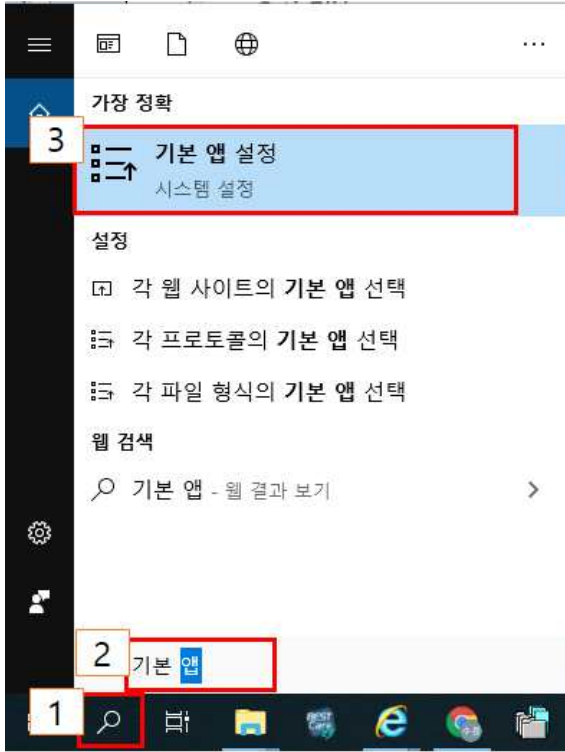 가장 정확
3
기본 앱 설정
시스템 설정
설정
각 웹 사이트의 기본 앱 선택
각 프로토콜의 기본 앱 선택
각 파일 형식의 기본 앱 선택
웹 검색
기본 앱 - 웹 결과 보기
2
기본 앱
1
BEST
Care